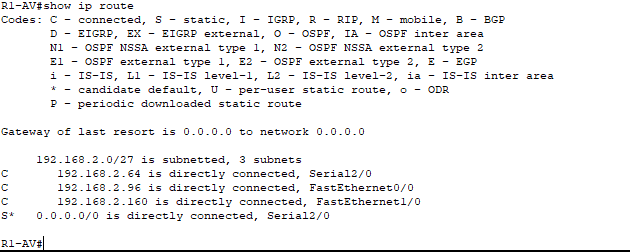 R1-AV#show ip route
Codes: C - connected, S - static, I - IGRP, R - RIP, M - mobile, B - BGP
       D - EIGRP, EX - EIGRP external, O - OSPF, IA - OSPF inter area
       N1 - OSPF NSSA external type 1, N2 - OSPF NSSA external type 2
       E1 - OSPF external type 1, E2 - OSPF external type 2, E - EGP
       i - IS-IS, L1 - IS-IS level-1, L2 - IS-IS level-2, ia - IS-IS inter area
       * - candidate default, U - per-user static route, o - ODR
       P - periodic downloaded static route
Gateway of last resort is 0.0.0.0 to network 0.0.0.0
     192.168.2.0/27 is subnetted, 3 subnets
C       192.168.2.64 is directly connected, Serial2/0
C       192.168.2.96 is directly connected, FastEthernet0/0
C       192.168.2.160 is directly connected, FastEthernet1/0
S*   0.0.0.0/0 is directly connected, Serial2/0
R1-AV#